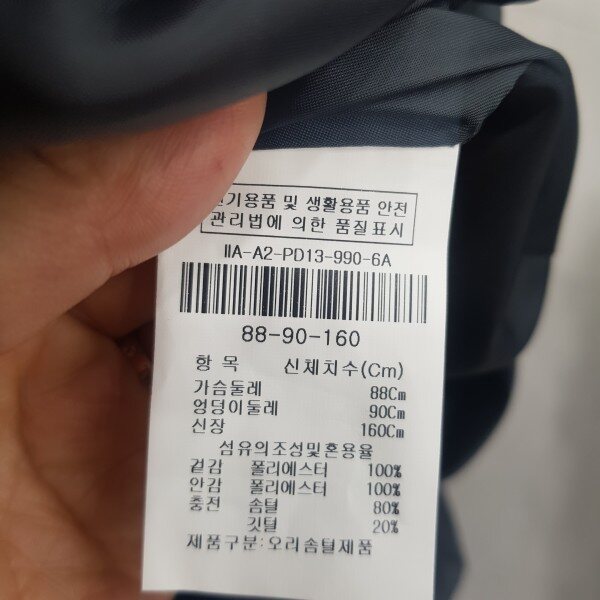 전기용품 및 생활용품 안전
관리법에 의한 품질표시
IIA-A2-PD13-990-6A
88-90-160
항 목 신체치수(Cm)
가슴둘레 88Cm
엉덩이둘레 90Cm
신장 160Cm
섬유의조성및혼용율
겉감 폴리에스터 100%
안감 폴리에스터 100%
충전 솜털 80%
깃털 20%
제품구분:오리솜털제품